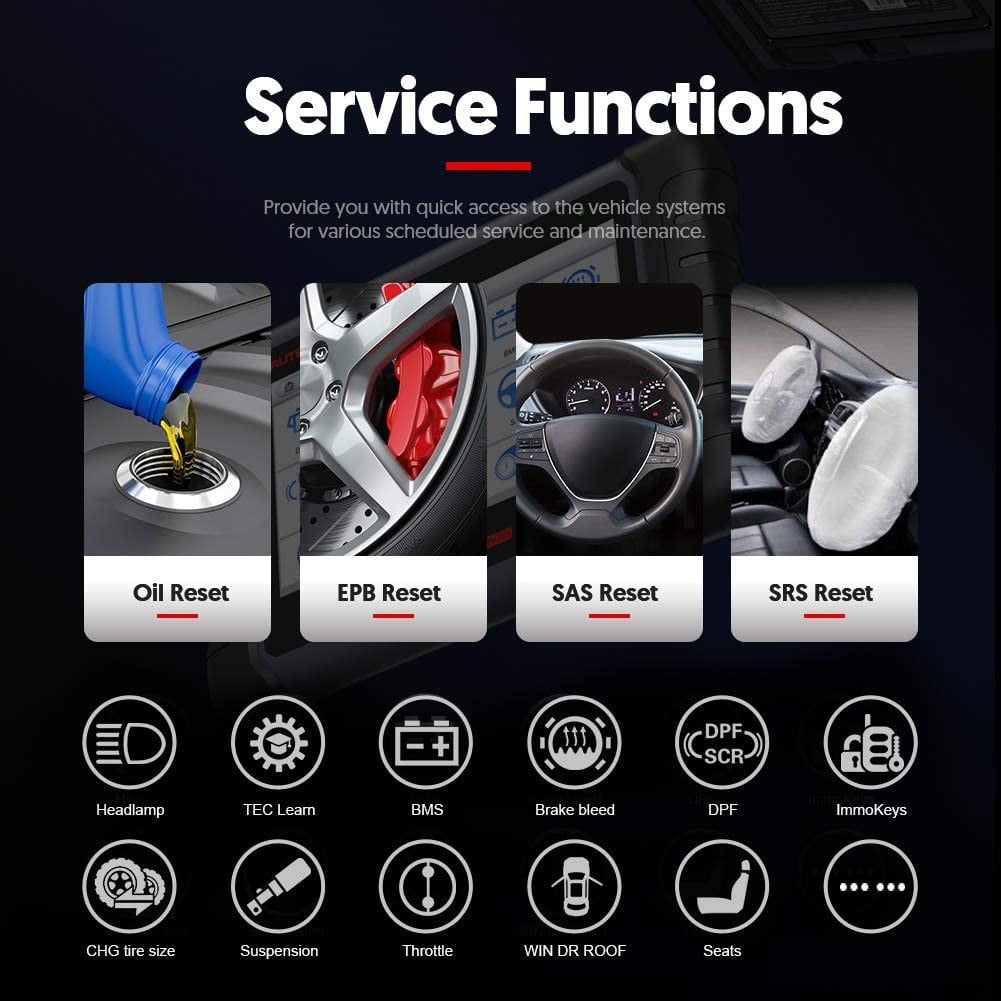 Service Functions
Provide you with quick access to the vehicle systems
for various scheduled service and maintenance.
Oil Reset
EPB Reset
SAS Reset
SRS Reset
DPF
SCR
Headlamp
TEC Learn
BMS
Brake bleed
DPF
ImmoKeys
CHG tire size
Suspension
Throttle
WIN DR ROOF
Seats